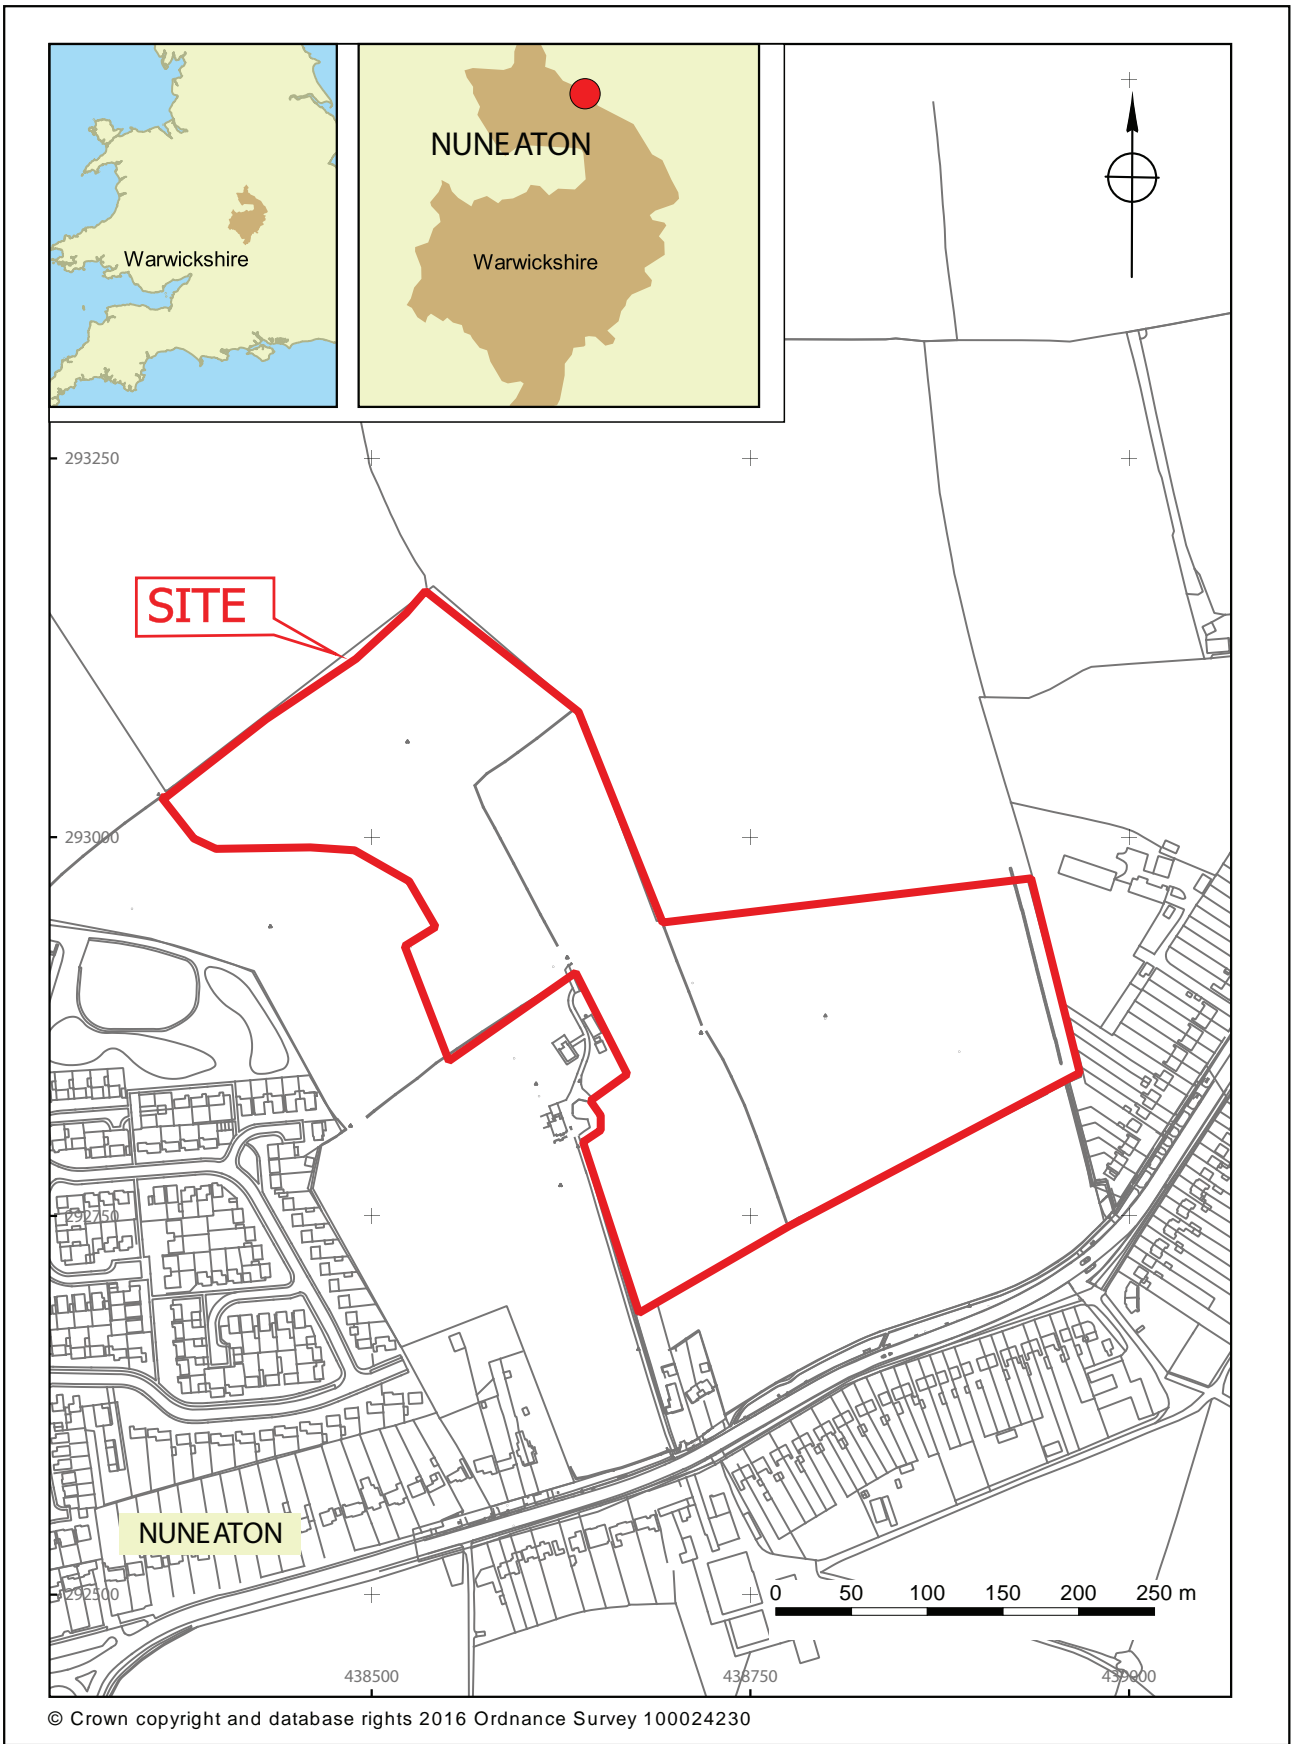 NUNEATON
Warwickshire
Warwickshire
293250
SITE
293000
292750
NUNEATON
292500
0 50 100 150 200 250 m
438500 438750 439000
© Crown copyright and database rights 2016 Ordnance Survey 100024230